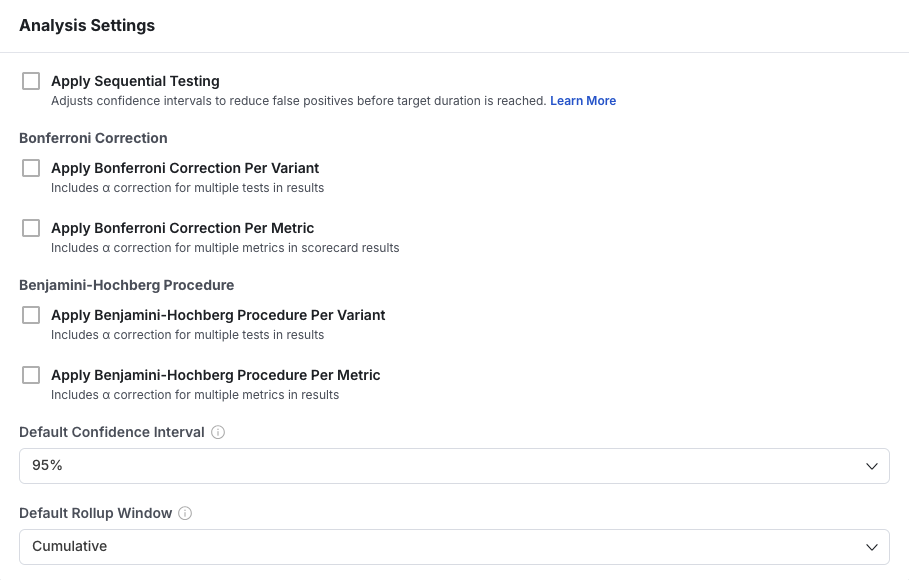 Analysis Settings
Apply Sequential Testing
Adjusts confidence intervals to reduce false positives before target duration is reached. Learn More
Bonferroni Correction
Apply Bonferroni Correction Per Variant
Includes α correction for multiple tests in results
Apply Bonferroni Correction Per Metric
Includes α correction for multiple metrics in scorecard results
Benjamini-Hochberg Procedure
Apply Benjamini-Hochberg Procedure Per Variant
Includes α correction for multiple tests in results
Apply Benjamini-Hochberg Procedure Per Metric
Includes α correction for multiple metrics in results
Default Confidence Interval
95%
Default Rollup Window
Cumulative